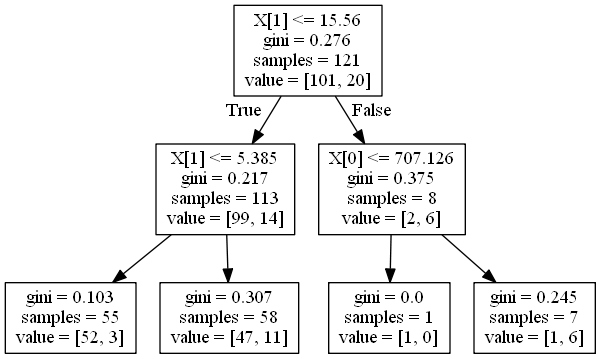 X[1] <= 15.56
gini = 0.276
samples = 121
value = [101, 20]
True
False
X[1] <= 5.385
gini = 0.217
samples = 113
value = [99, 14]
X[0] <= 707.126
gini = 0.375
samples = 8
value = [2, 6]
gini = 0.103
samples = 55
value = [52, 3]
gini = 0.307
samples = 58
value = [47, 11]
gini = 0.0
samples = 1
value = [1, 0]
gini = 0.245
samples = 7
value = [1, 6]